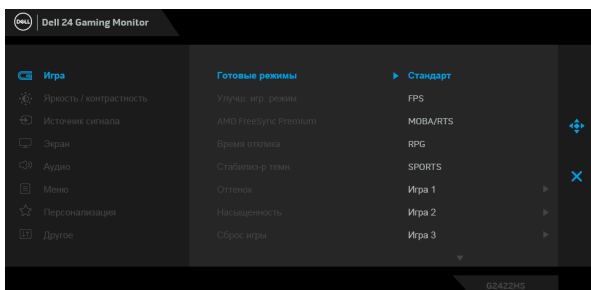 DELL Dell 24 Gaming Monitor
Игра
Яркость / контрастность
Источник сигнала
Экран
Аудио
Меню
Персонализация
Другое
Готовые режимы
Улучш. игр. режим
AMD FreeSync Premium
Время отклика
Стабилиз-р темн.
Оттенок
Насыщенность
Сброс игры
Стандарт
FPS
MOBA/RTS
RPG
SPORTS
Игра 1
Игра 2
Игра 3
G2422HS